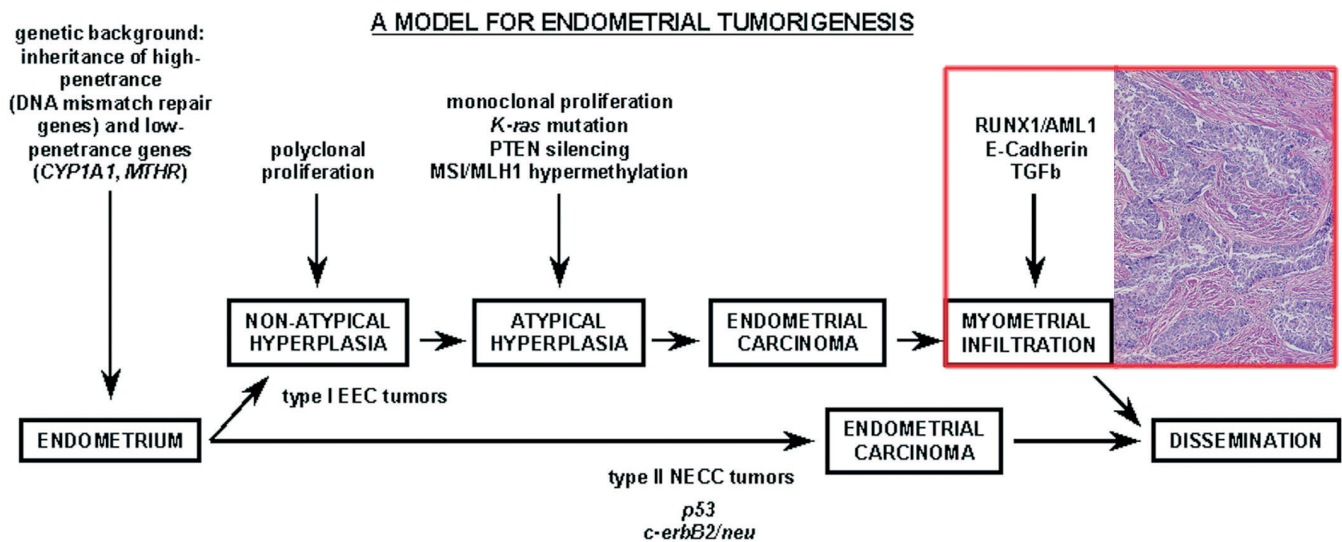 A MODEL FOR ENDOMETRIAL TUMORIGENESIS
genetic background:
inheritance of high-
penetrance
(DNA mismatch repair
genes) and low-
penetrance genes
(CYP1A1, MTHR)
polyclonal
proliferation
monoclonal proliferation
K-ras mutation
PTEN silencing
MSI/MLH1 hypermethylation
RUNX1/AML1
E-Cadherin
TGFb
NON-ATYPICAL
HYPERPLASIA
ATYPICAL
HYPERPLASIA
ENDOMETRIAL
CARCINOMA
MYOMETRIAL
INFILTRATION
type I EEC tumors
ENDOMETRIUM
ENDOMETRIAL
CARCINOMA
DISSEMINATION
type II NECC tumors
p53
c-erbB2/neu